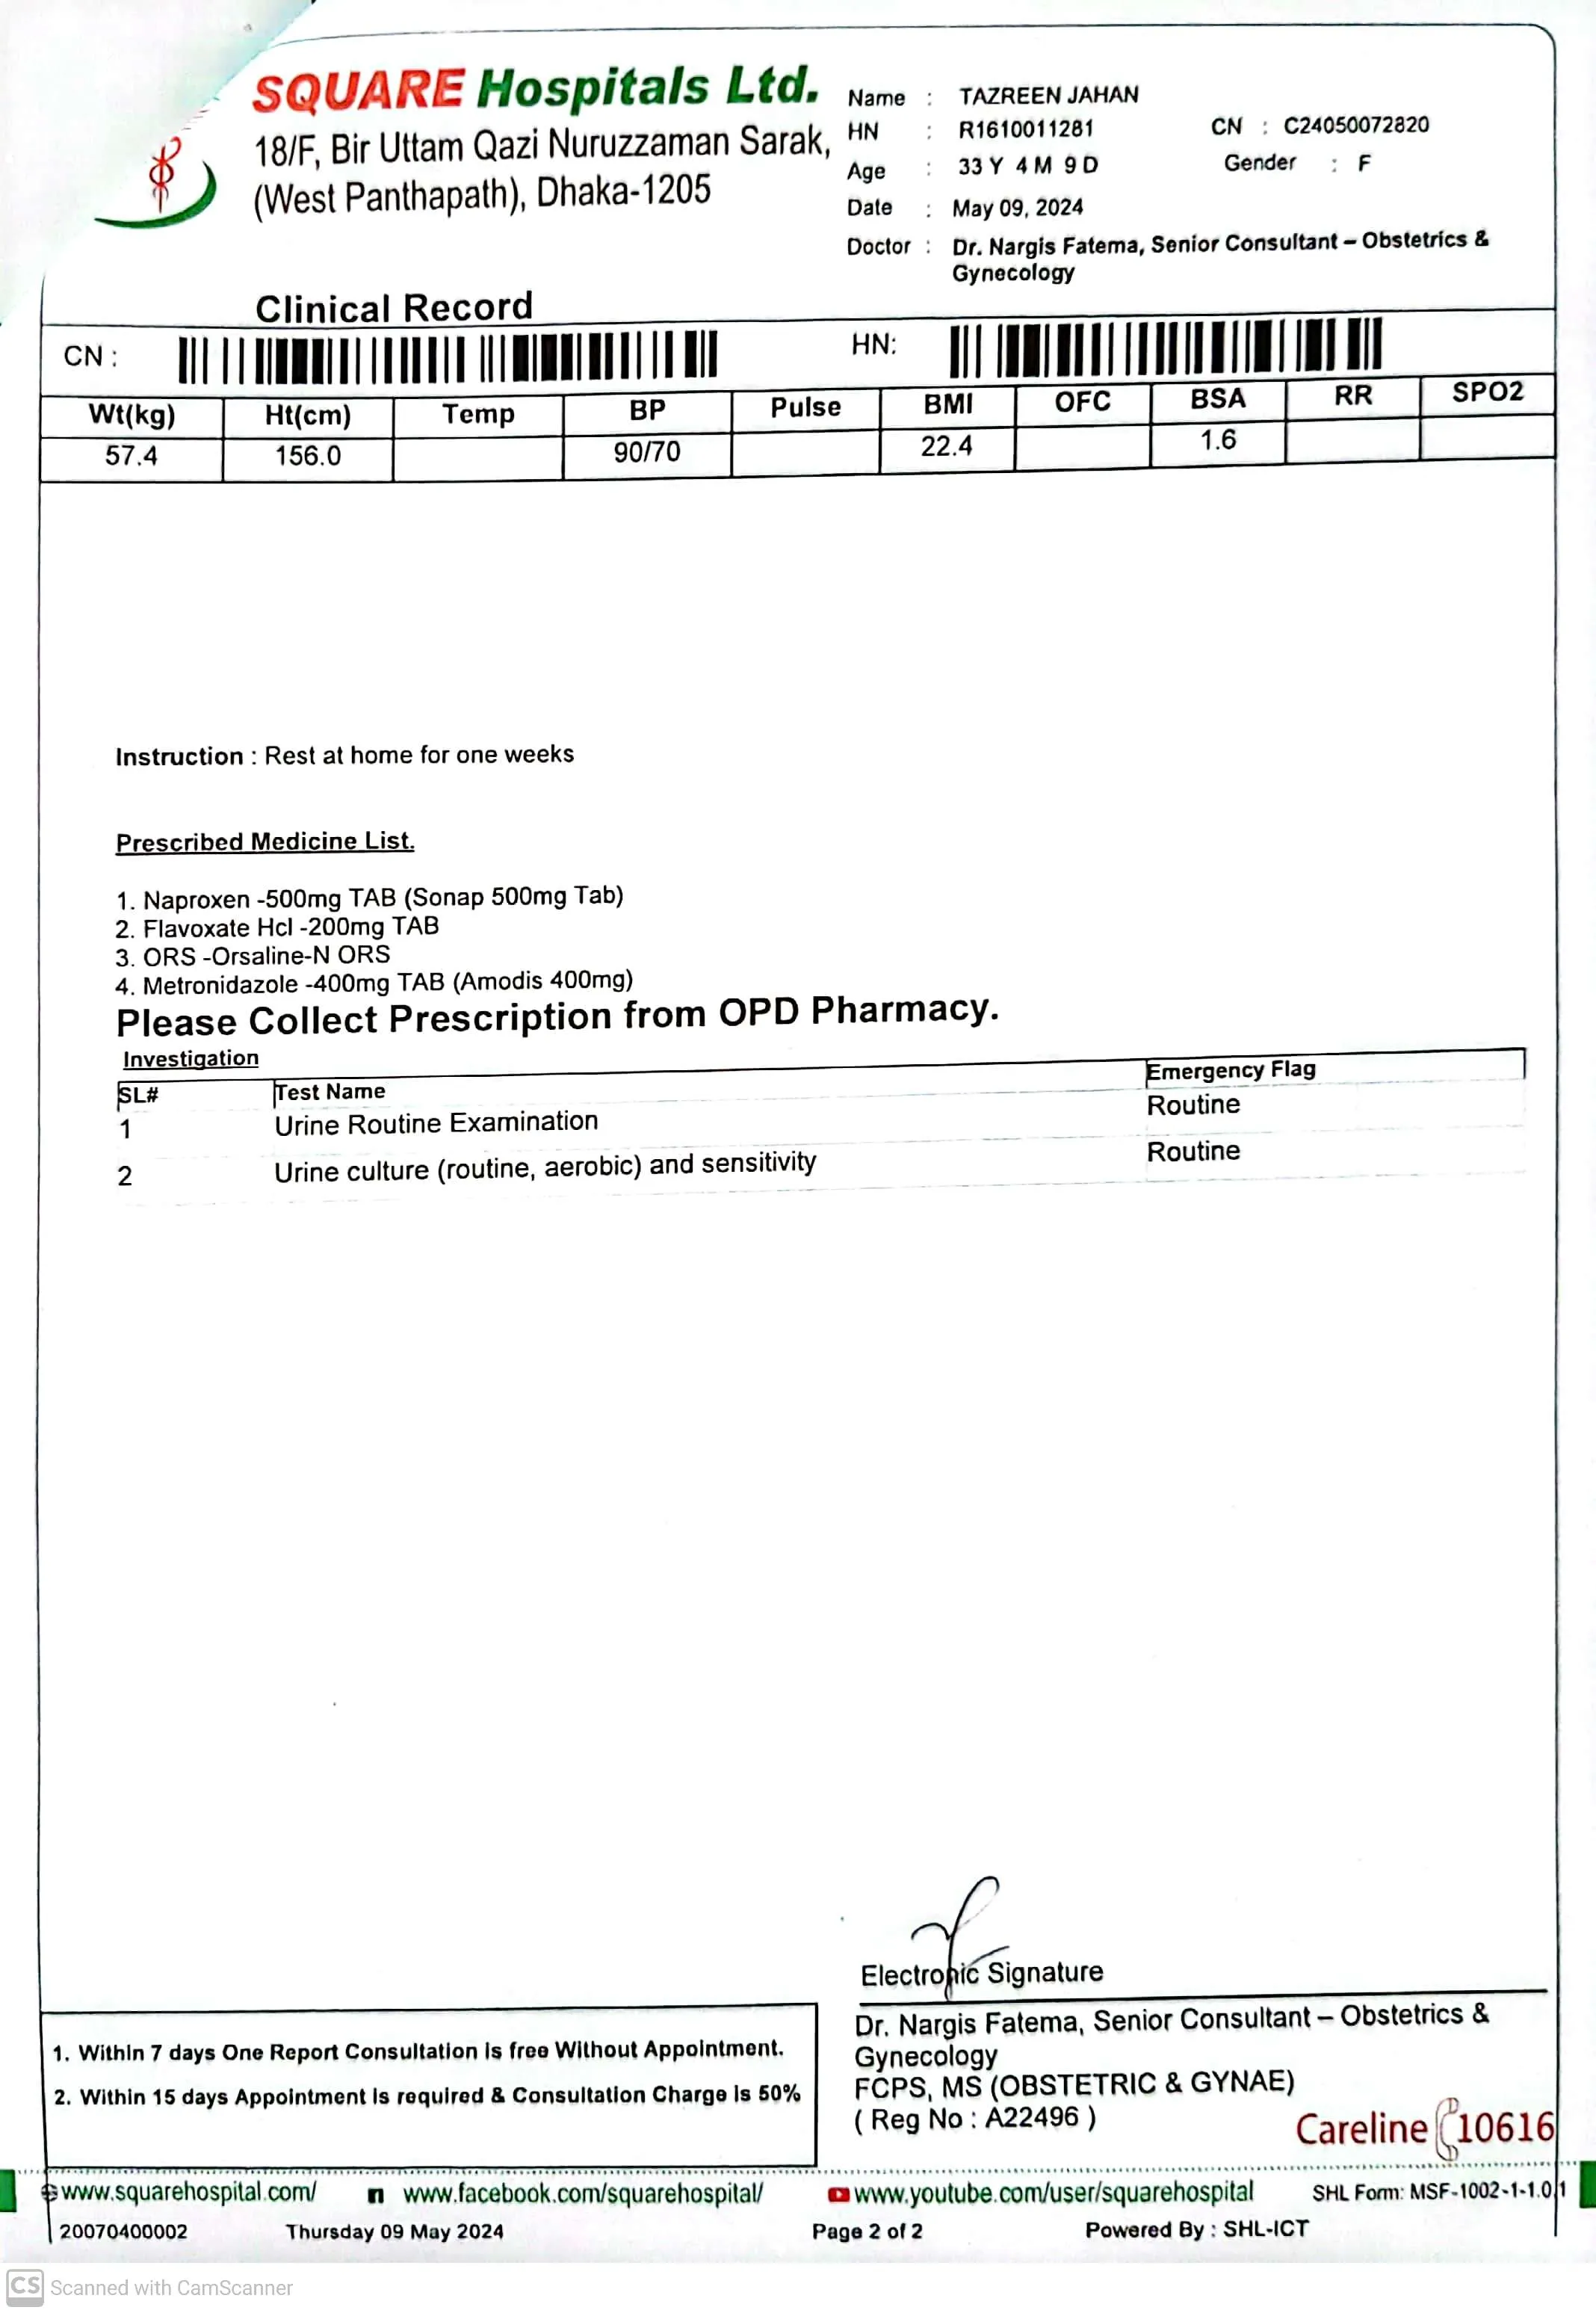 SQUARE Hospitals Ltd.
18/F, Bir Uttam Qazi Nuruzzaman Sarak,
(West Panthapath), Dhaka-1205
Name : TAZREEN JAHAN
HN : R1610011281 CN : C24050072820
Age : 33 Y 4 M 9 D Gender : F
Date : May 09, 2024
Doctor : Dr. Nargis Fatema, Senior Consultant – Obstetrics &
Gynecology
Clinical Record
CN : HN:
Wt(kg) Ht(cm) Temp BP Pulse BMI OFC BSA RR SPO2
57.4 156.0 90/70 22.4 1.6
Instruction : Rest at home for one weeks
Prescribed Medicine List.
1. Naproxen -500mg TAB (Sonap 500mg Tab)
2. Flavoxate Hcl -200mg TAB
3. ORS -Orsaline-N ORS
4. Metronidazole -400mg TAB (Amodis 400mg)
Please Collect Prescription from OPD Pharmacy.
Investigation
SL# Test Name Emergency Flag
1 Urine Routine Examination Routine
2 Urine culture (routine, aerobic) and sensitivity Routine
Electronic Signature
Dr. Nargis Fatema, Senior Consultant – Obstetrics &
Gynecology
FCPS, MS (OBSTETRIC & GYNAE)
( Reg No : A22496 )
1. Within 7 days One Report Consultation is free Without Appointment.
2. Within 15 days Appointment is required & Consultation Charge is 50%
Careline 10616
www.squarehospital.com/ www.facebook.com/squarehospital/ www.youtube.com/user/squarehospital SHL Form: MSF-1002-1-1.0.1
20070400002 Thursday 09 May 2024 Page 2 of 2 Powered By : SHL-ICT
CS Scanned with CamScanner